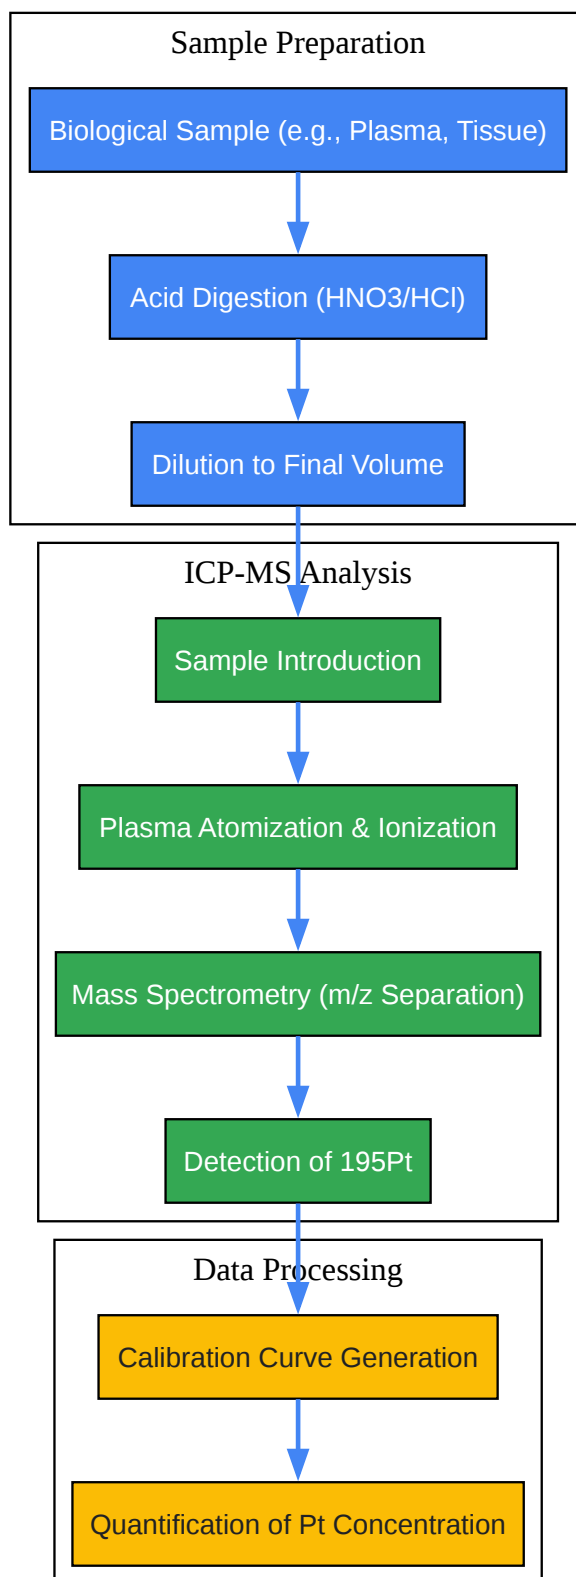 Sample Preparation
Biological Sample (e.g., Plasma, Tissue)
Acid Digestion (HNO3/HCl)
Dilution to Final Volume
ICP-MS Analysis
Sample Introduction
Plasma Atomization & Ionization
Mass Spectrometry (m/z Separation)
Detection of 195Pt
Data Processing
Calibration Curve Generation
Quantification of Pt Concentration